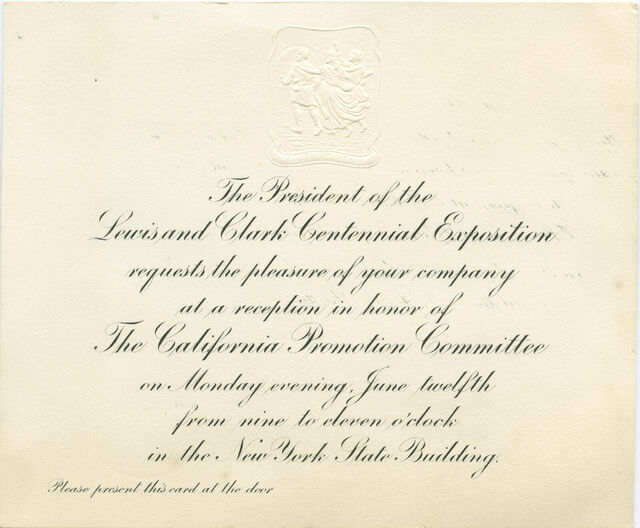 The President of the
Lewis and Clark Centennial Exposition
requests the pleasure of your company
at a reception in honor of
The California Promotion Committee
on Monday evening, June twelfth
from nine to eleven o'clock
in the New York State Building.
Please present this card at the door